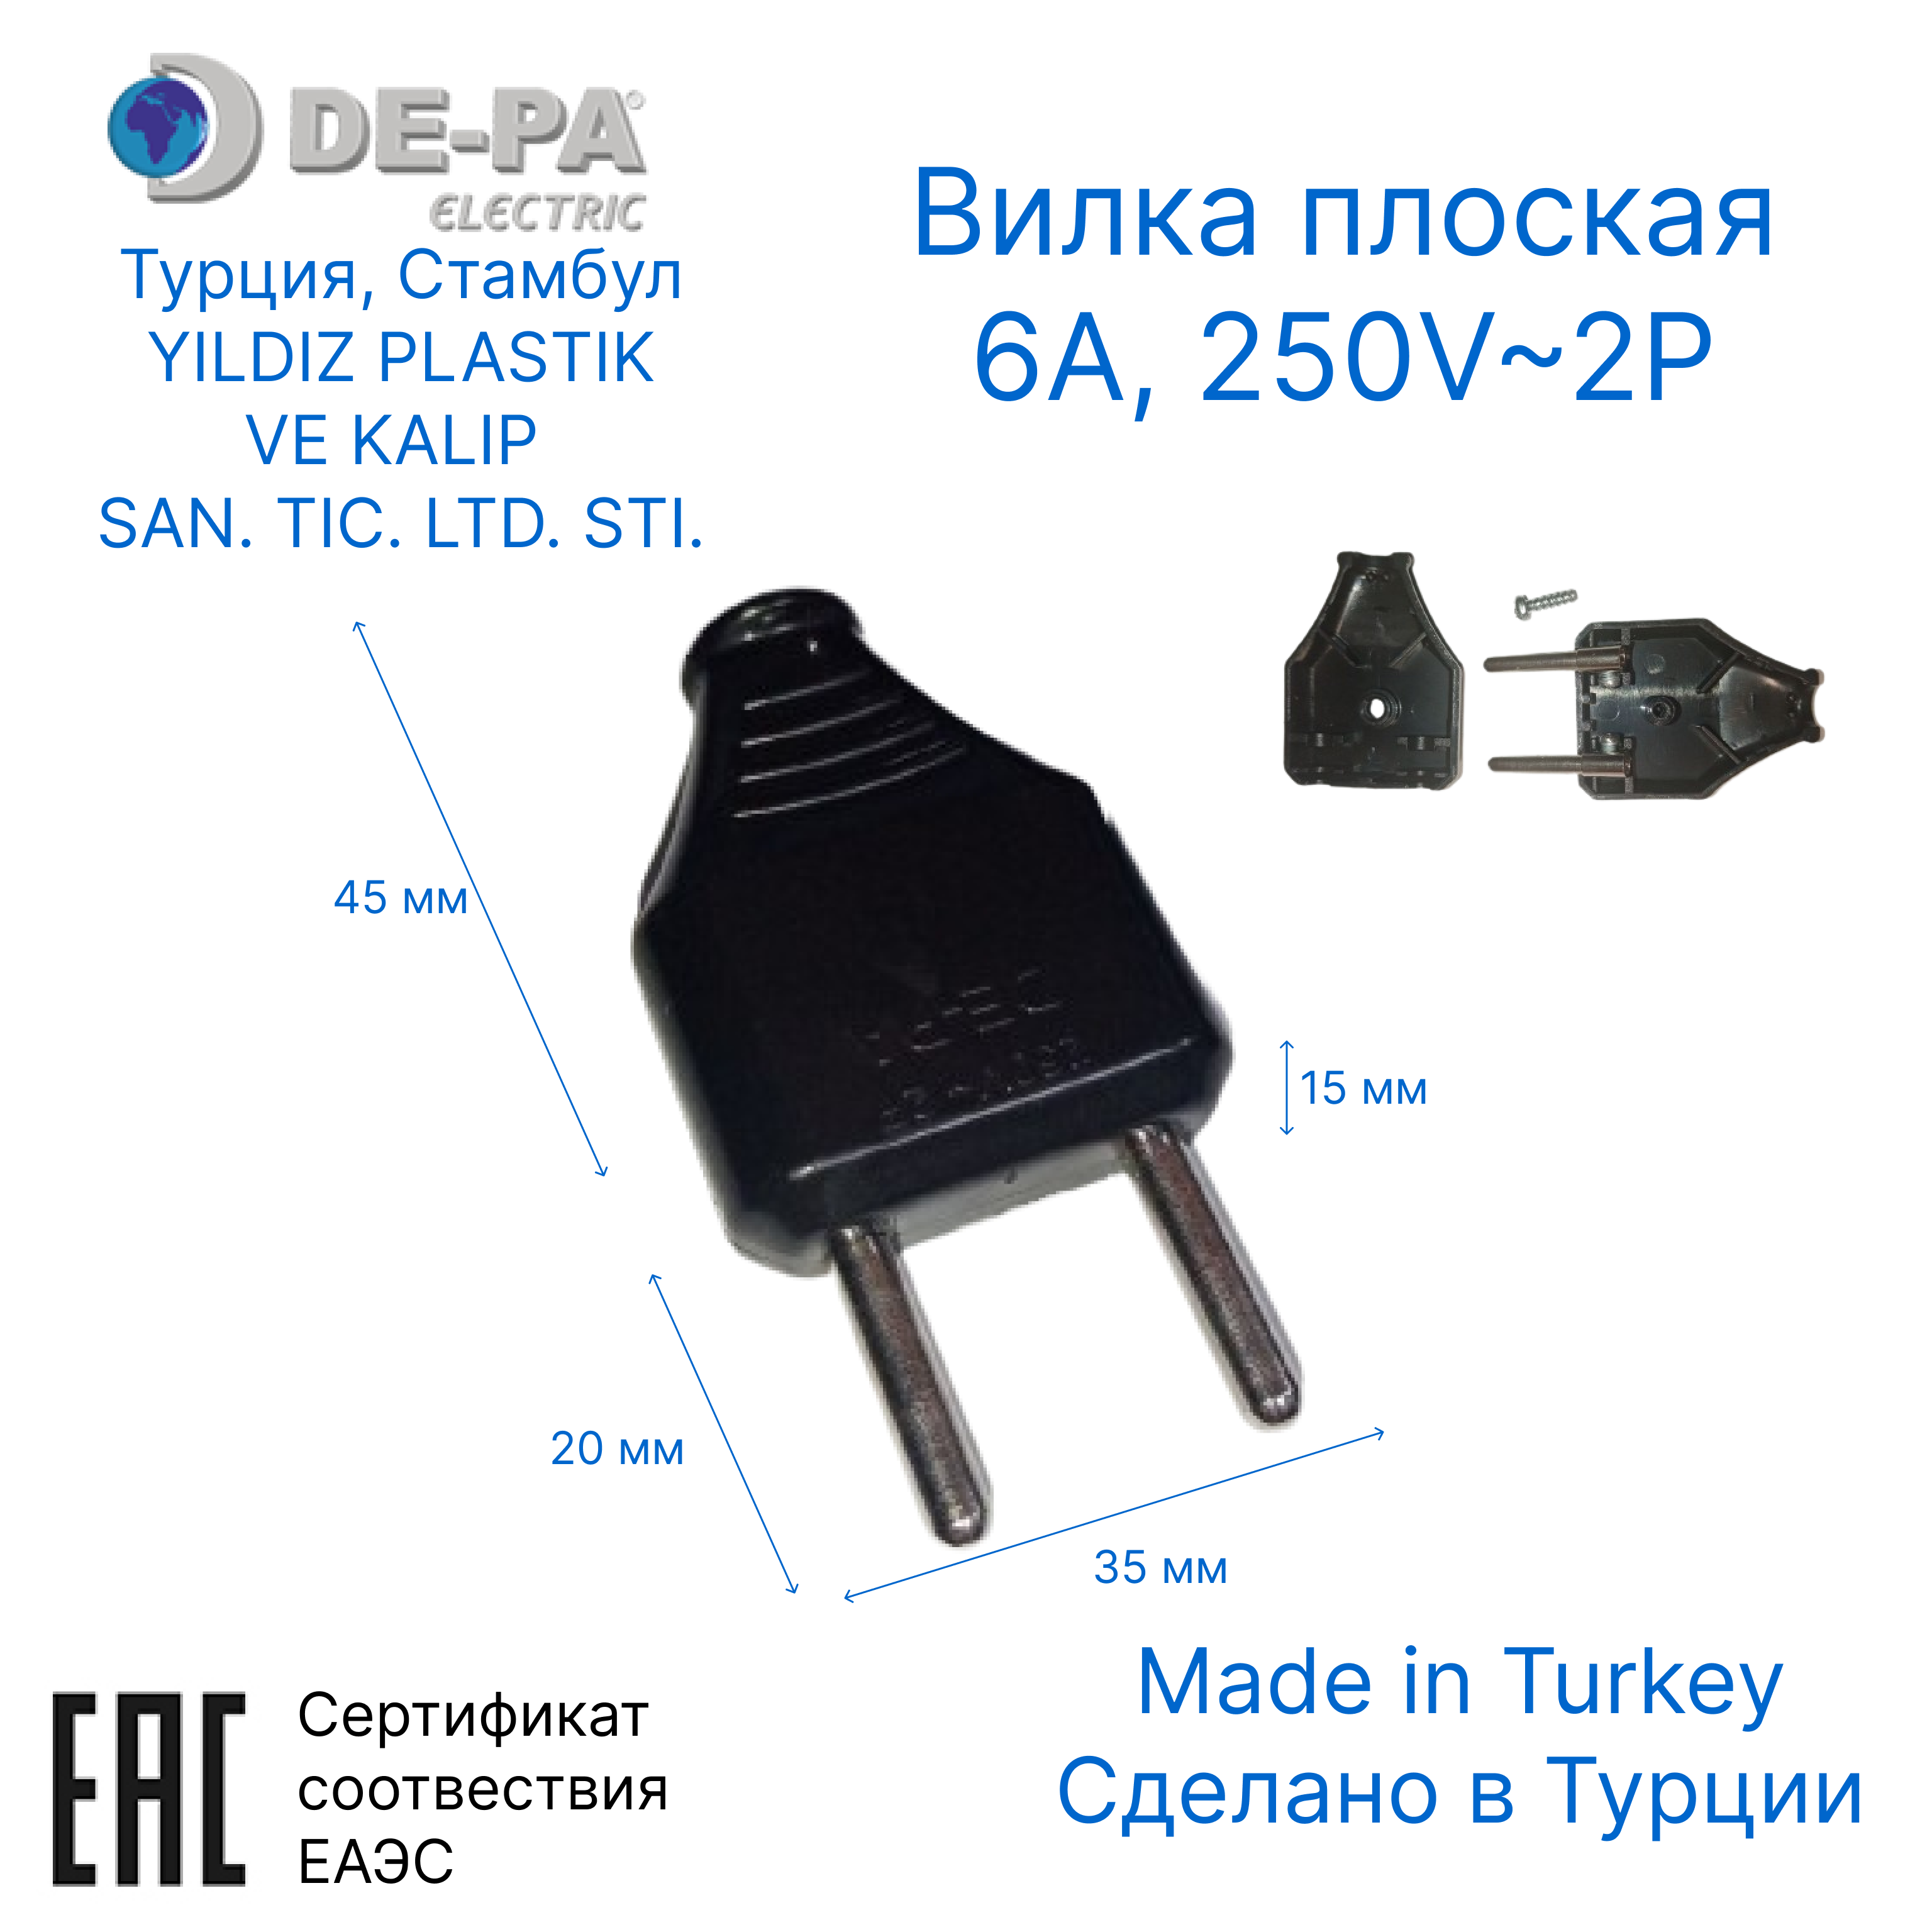 DE-PA
ELECTRIC
Турция, Стамбул
YILDIZ PLASTIK
VE KALIP
SAN. TIC. LTD. STI.
Вилка плоская
6A, 250V~2P
45 мм
15 мм
20 мм
35 мм
Made in Turkey
Сделано в Турции
EAC
Сертификат
соотвествия
ЕАЭС